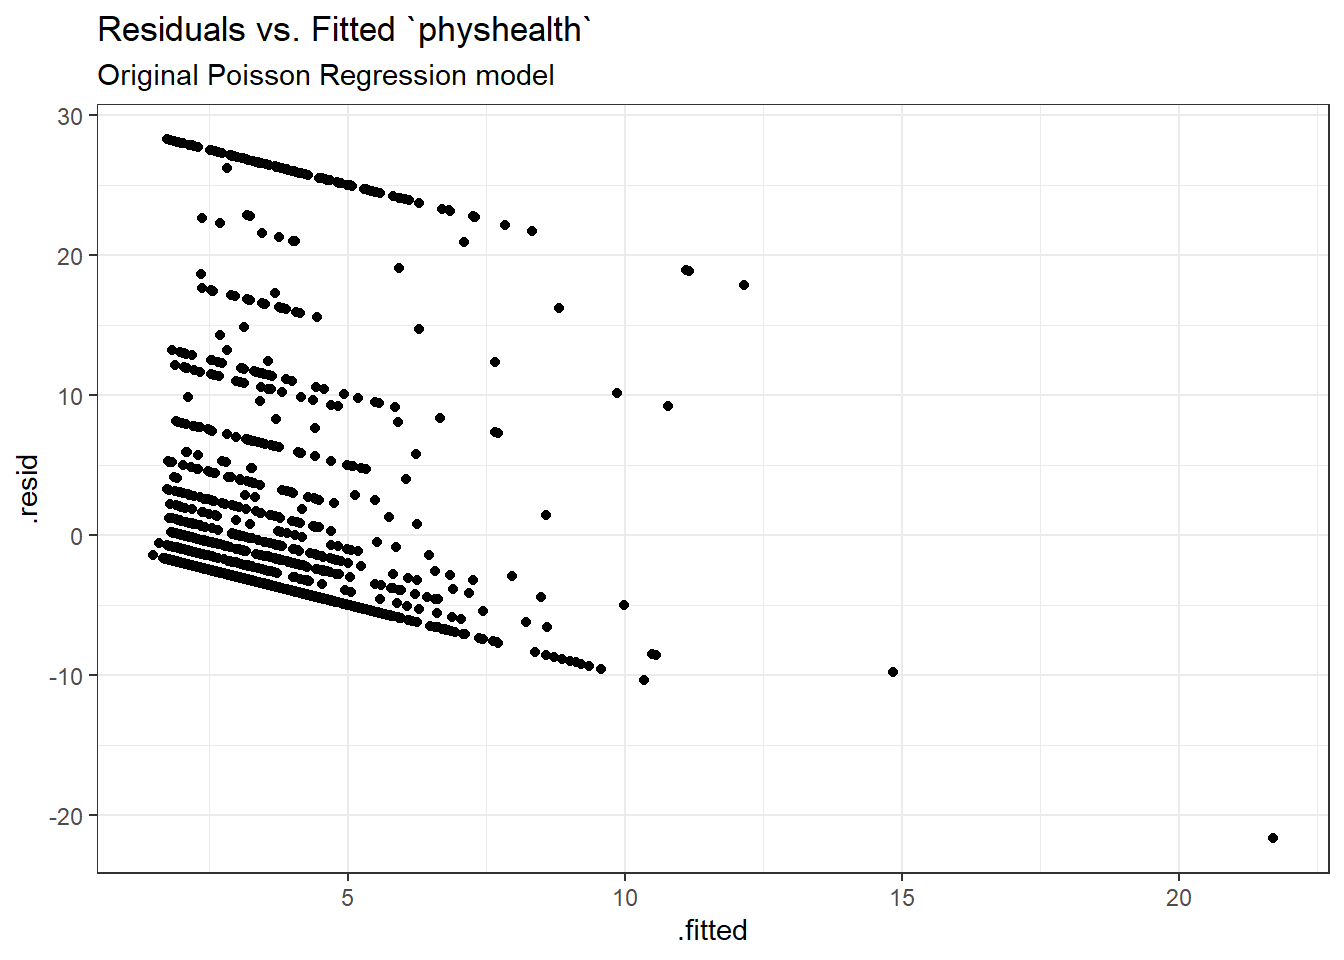 Residuals vs. Fitted `physhealth`
Original Poisson Regression model
30
20
10
0
-10
-20
.resid
5
10
15
20
.fitted